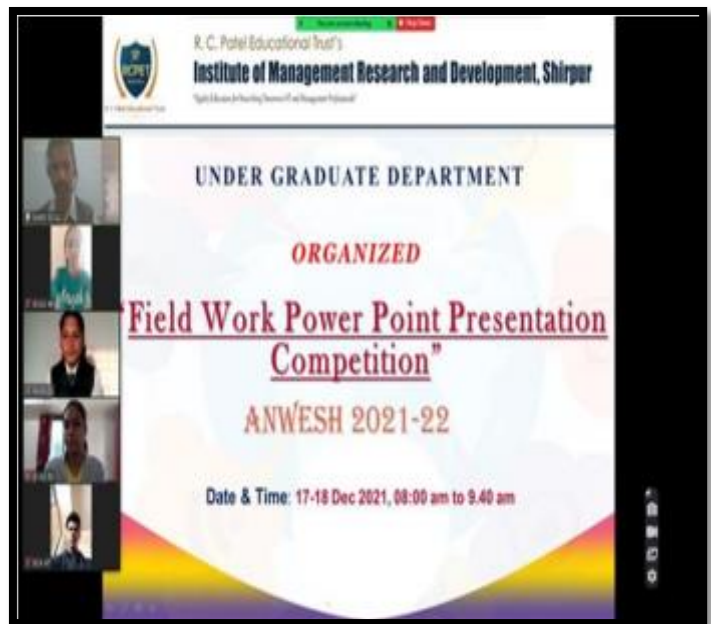 R. C. Patel Educational Trust's
Institute of Management Research and Development, Shirpur
RCPET
UNDER GRADUATE DEPARTMENT
ORGANIZED
"Field Work Power Point Presentation
Competition"
ANWESH 2021-22
Date & Time: 17-18 Dec 2021, 08:00 am to 9.40 am